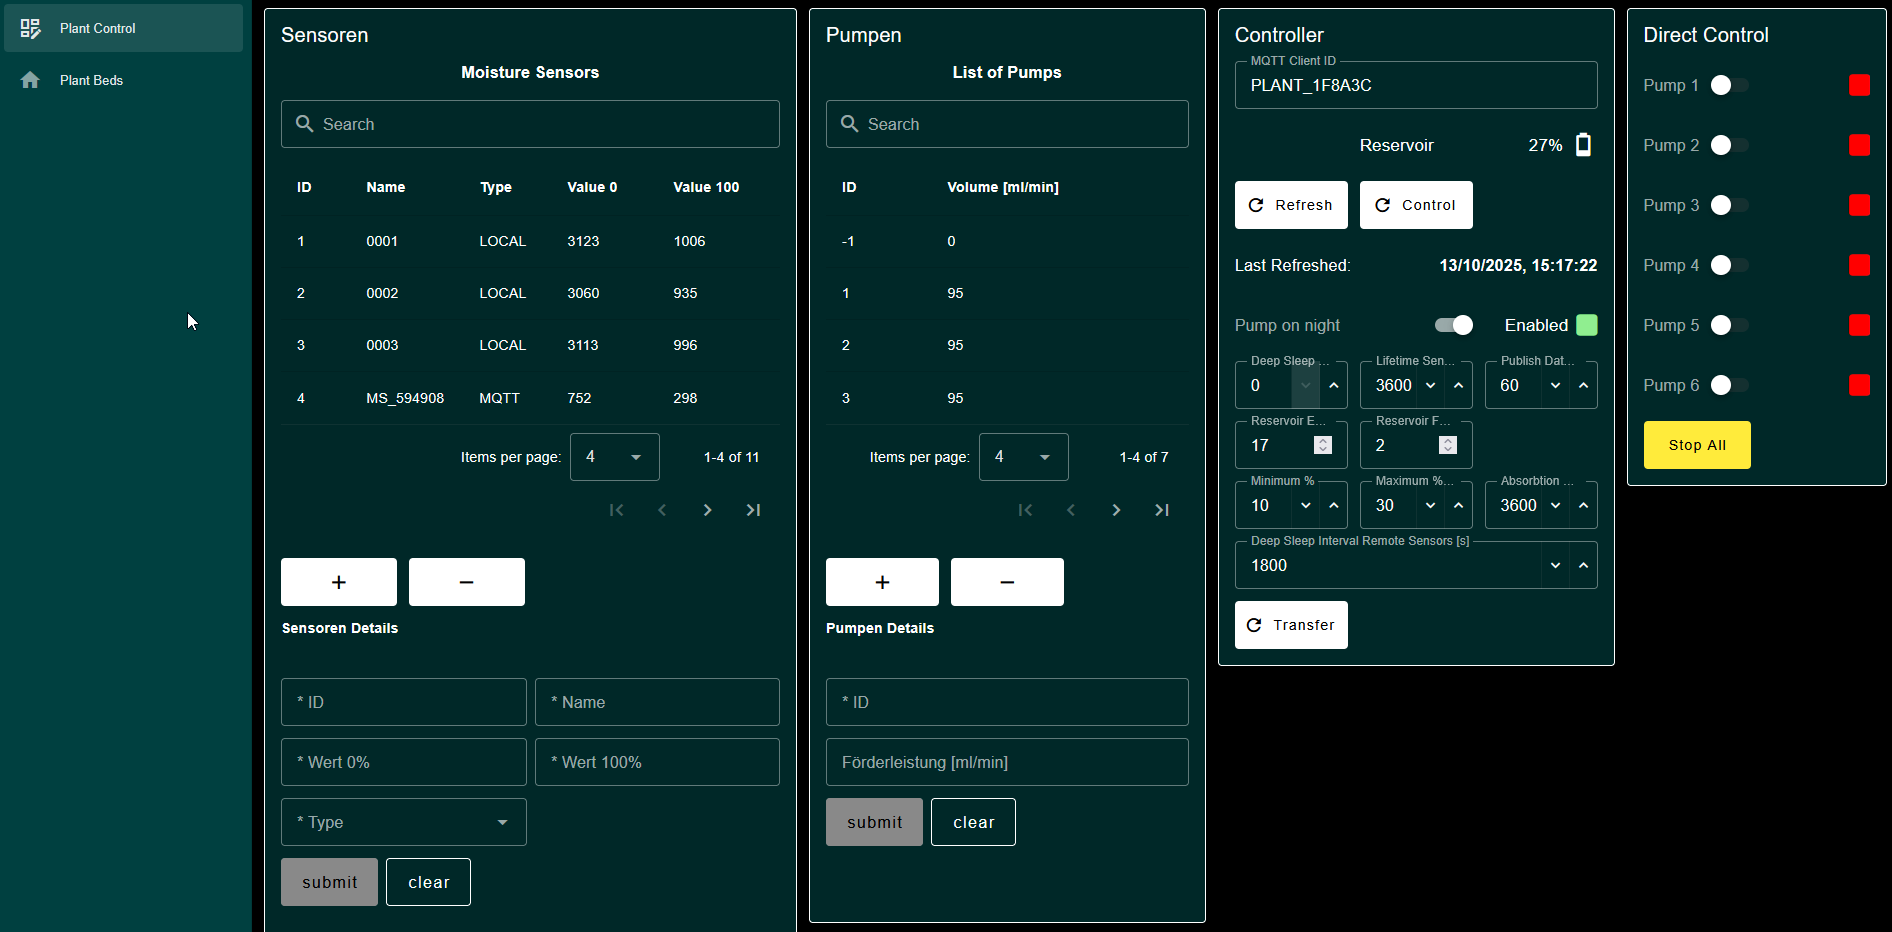 Plant Control
Plant Beds
Sensoren
Moisture Sensors
Search
ID Name Type Value 0 Value 100
1 0001 LOCAL 3123 1006
2 0002 LOCAL 3060 935
3 0003 LOCAL 3113 996
4 MS_594908 MQTT 752 298
Items per page: 4 1-4 of 11
+ −
Sensoren Details
* ID * Name
* Wert 0% * Wert 100%
* Type
submit clear
Pumpen
List of Pumps
Search
ID Volume [ml/min]
-1 0
1 95
2 95
3 95
Items per page: 4 1-4 of 7
+ −
Pumpen Details
* ID
Förderleistung [ml/min]
submit clear
Controller
MQTT Client ID
PLANT_1F8A3C
Reservoir 27%
Refresh Control
Last Refreshed: 13/10/2025, 15:17:22
Pump on night Enabled
Deep Sleep ... Lifetime Sen... Publish Dat...
0 3600 60
Reservoir E... Reservoir F...
17 2
Minimum % Maximum %... Absorbtion ...
10 30 3600
Deep Sleep Interval Remote Sensors [s]
1800
Transfer
Direct Control
Pump 1
Pump 2
Pump 3
Pump 4
Pump 5
Pump 6
Stop All